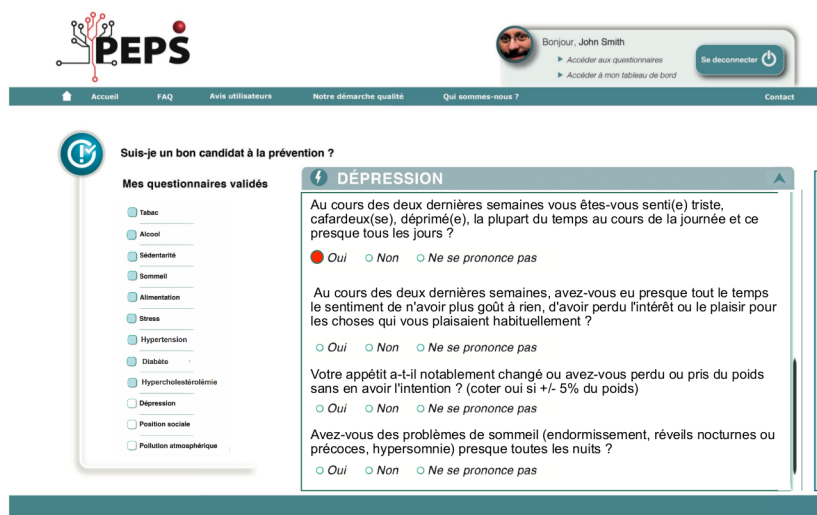 PEPS
Bonjour, John Smith
Accéder aux questionnaires
Accéder à mon tableau de bord
Se deconnecter
Accueil FAQ Avis utilisateurs Notre démarche qualité Qui sommes-nous ? Contact
Suis-je un bon candidat à la prévention ?
Mes questionnaires validés
Tabac
Alcool
Sédentarité
Sommeil
Alimentation
Stress
Hypertension
Diabète
Hypercholestérolémie
Dépression
Position sociale
Pollution atmosphérique
DÉPRESSION
Au cours des deux dernières semaines vous êtes-vous senti(e) triste,
cafardeux(se), déprimé(e), la plupart du temps au cours de la journée et ce
presque tous les jours ?
Oui Non Ne se prononce pas
Au cours des deux dernières semaines, avez-vous eu presque tout le temps
le sentiment de n'avoir plus goût à rien, d'avoir perdu l'intérêt ou le plaisir pour
les choses qui vous plaisaient habituellement ?
Oui Non Ne se prononce pas
Votre appétit a-t-il notablement changé ou avez-vous perdu ou pris du poids
sans en avoir l'intention ? (coter oui si +/- 5% du poids)
Oui Non Ne se prononce pas
Avez-vous des problèmes de sommeil (endormissement, réveils nocturnes ou
précoces, hypersomnie) presque toutes les nuits ?
Oui Non Ne se prononce pas